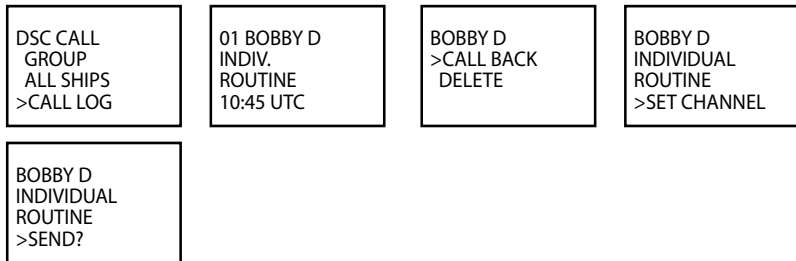 DSC CALL
GROUP
ALL SHIPS
>CALL LOG
01 BOBBY D
INDIV.
ROUTINE
10:45 UTC
BOBBY D
>CALL BACK
DELETE
BOBBY D
INDIVIDUAL
ROUTINE
>SET CHANNEL
BOBBY D
INDIVIDUAL
ROUTINE
>SEND?